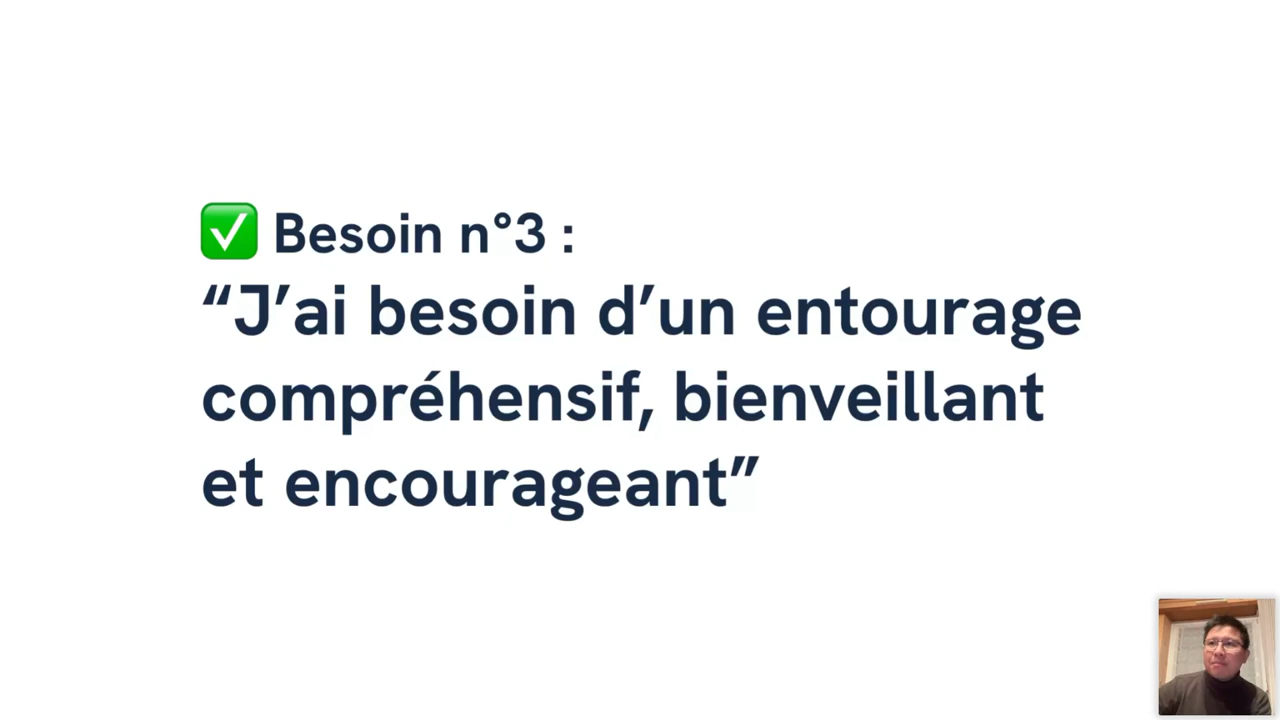 ✅ Besoin n°3 :
“J’ai besoin d’un entourage
compréhensif, bienveillant
et encourageant”